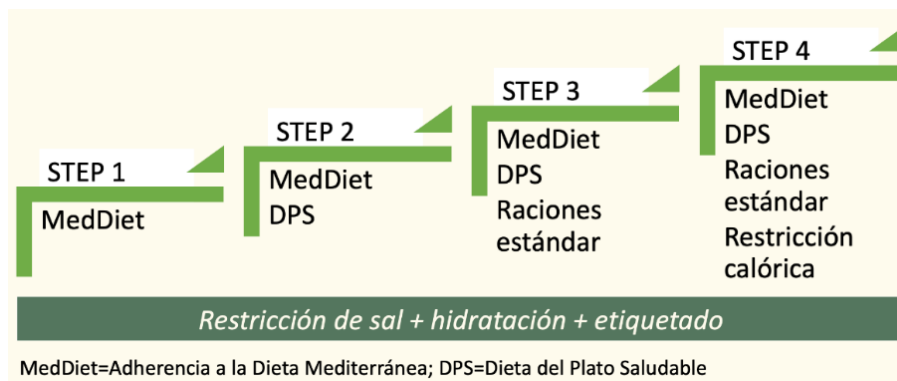 STEP 1
MedDiet
STEP 2
MedDiet
DPS
STEP 3
MedDiet
DPS
Raciones
estándar
STEP 4
MedDiet
DPS
Raciones
estándar
Restricción
calórica
Restricción de sal + hidratación + etiquetado
MedDiet=Adherencia a la Dieta Mediterránea; DPS=Dieta del Plato Saludable